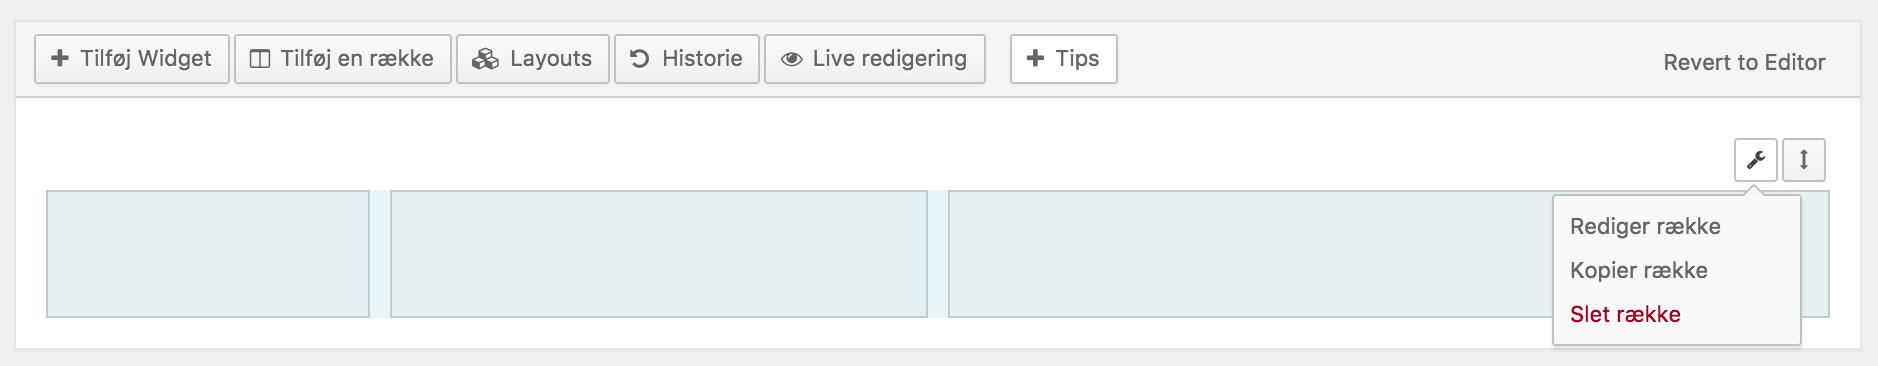 Tilføj Widget Tilføj en række Layouts Historie Live redigering Tips Revert to Editor
Rediger række
Kopier række
Slet række